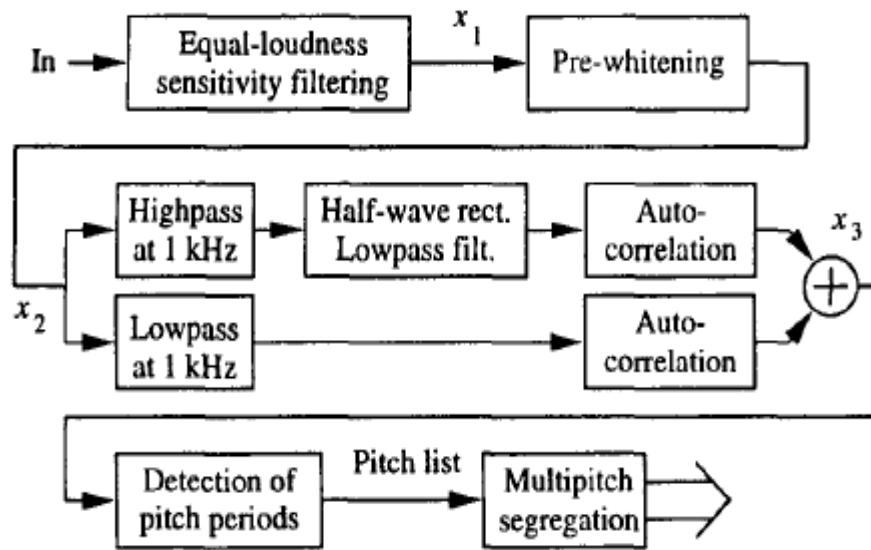 In
Equal-loudness
sensitivity filtering
x1
Pre-whitening
x2
Highpass
at 1 kHz
Half-wave rect.
Lowpass filt.
Auto-
correlation
x3
+
Lowpass
at 1 kHz
Auto-
correlation
Detection of
pitch periods
Pitch list
Multipitch
segregation